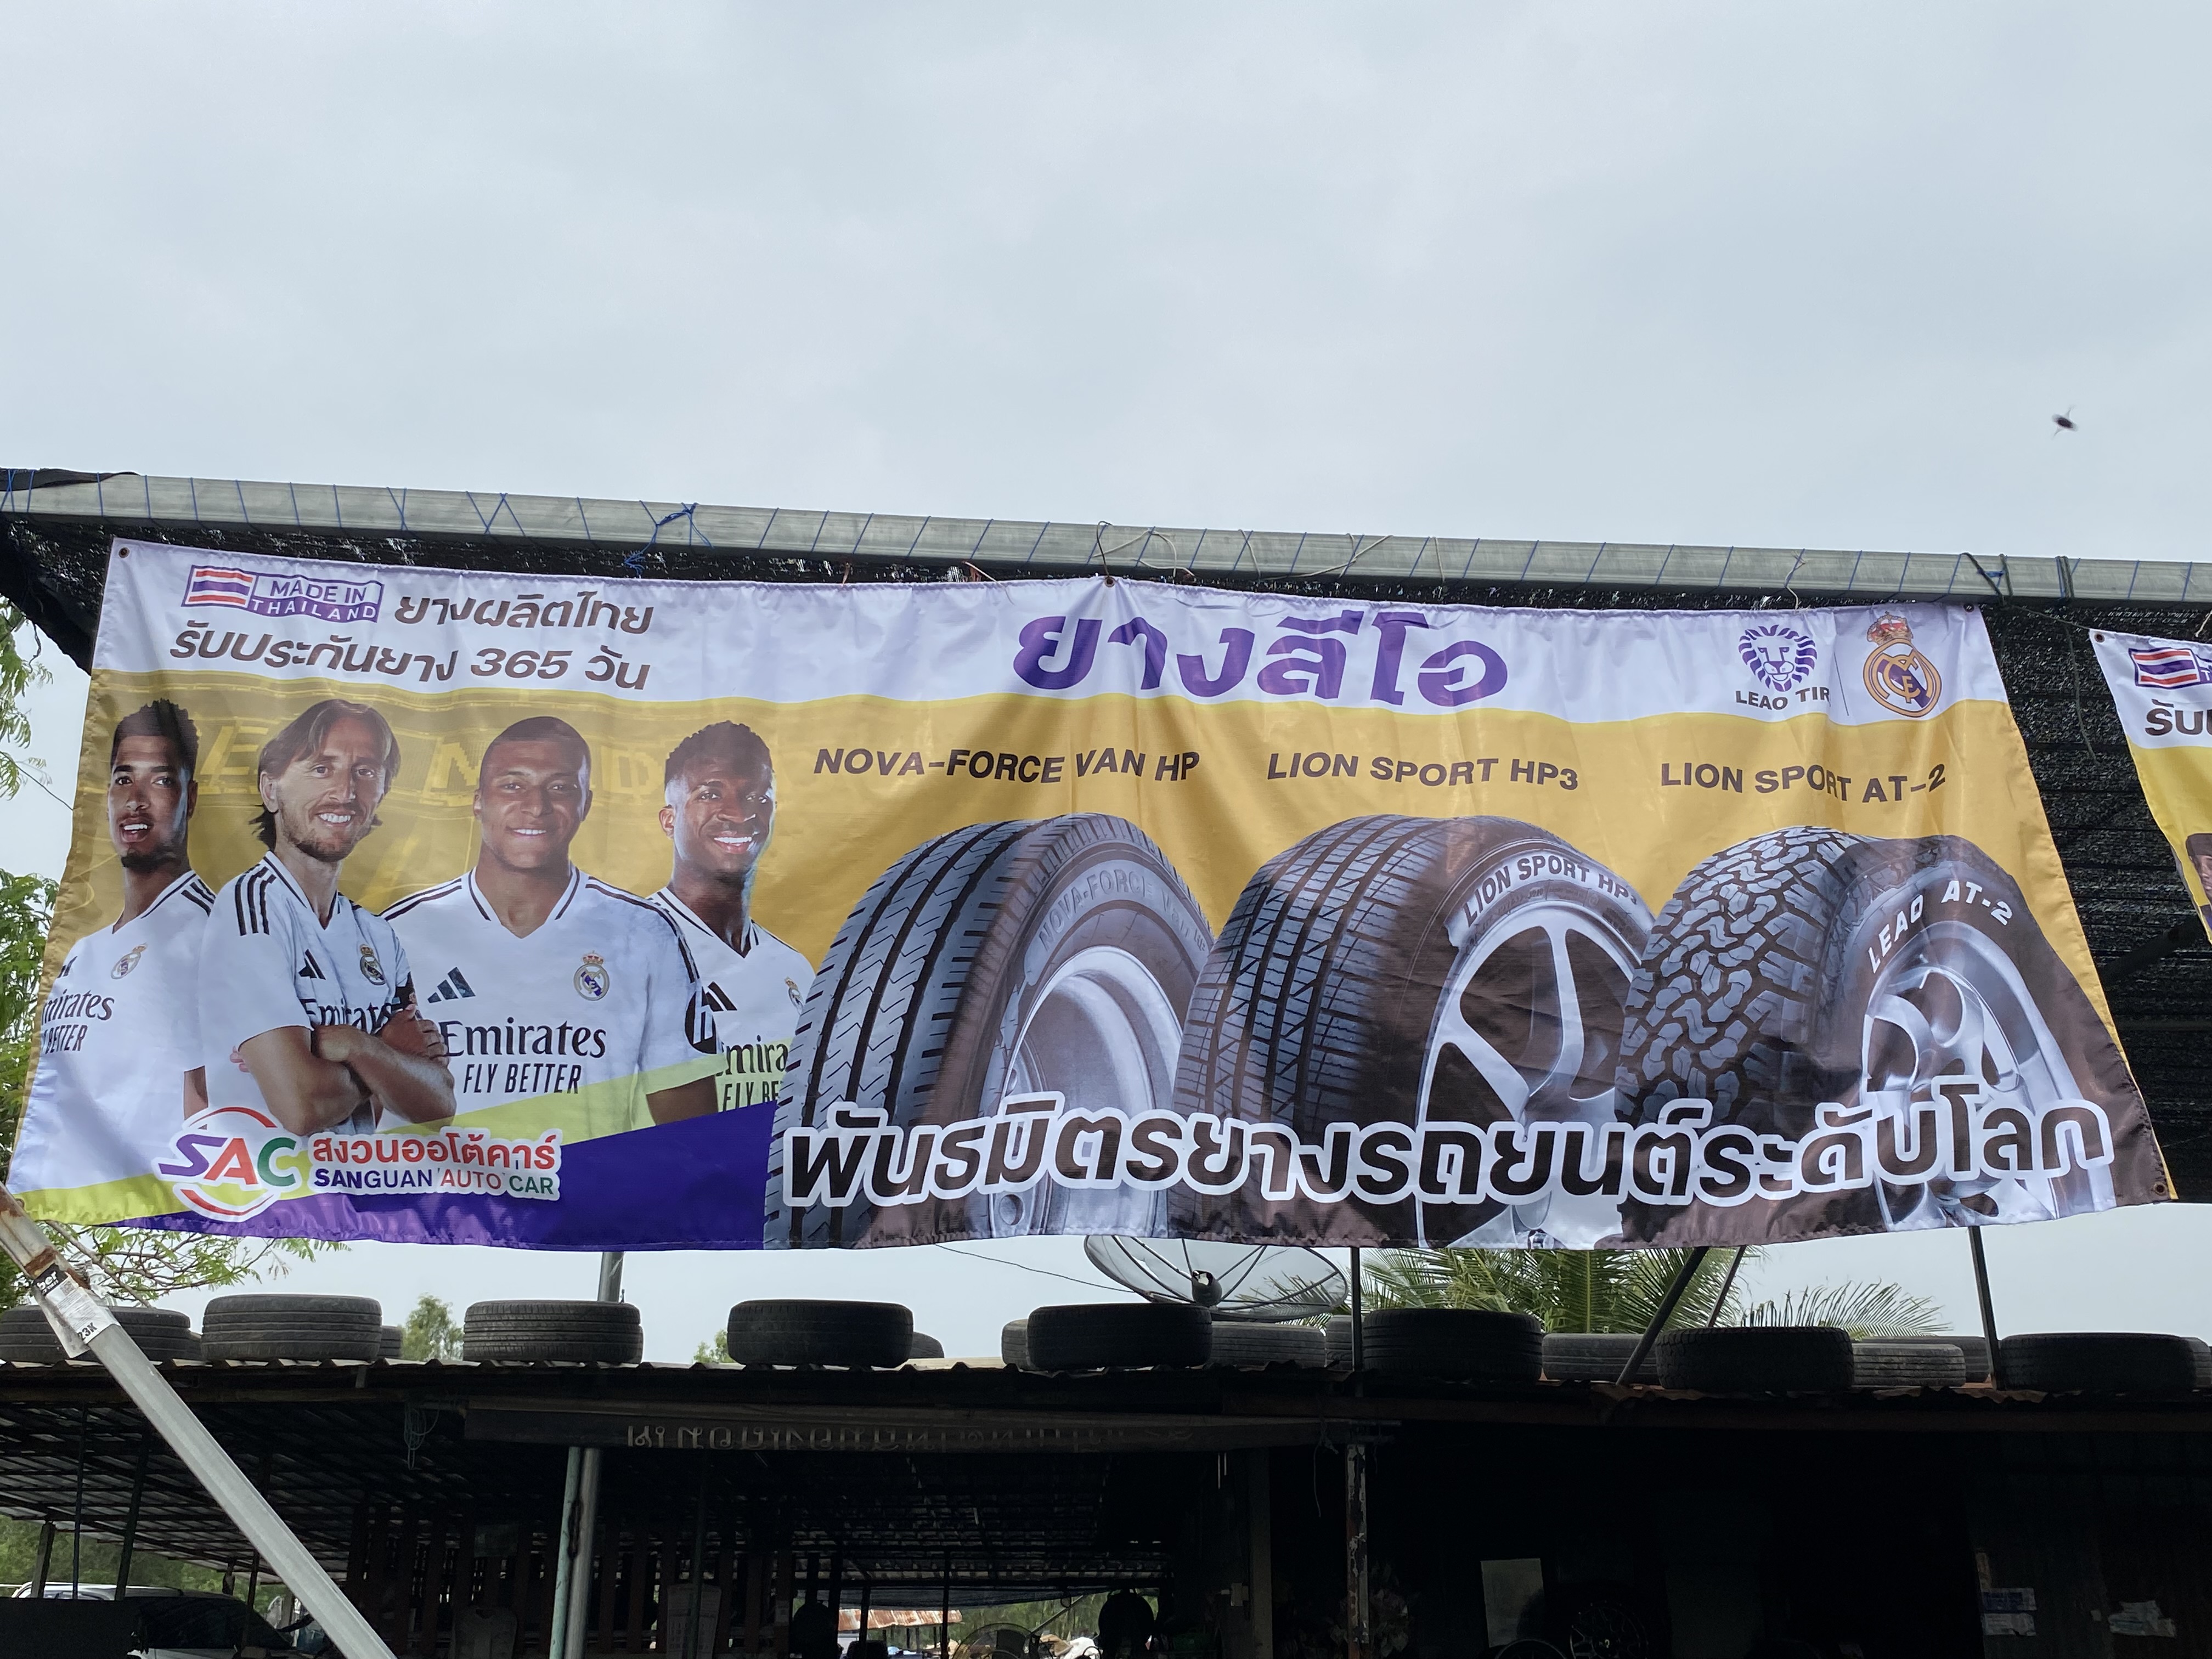 MADE IN
THAILAND
ยางผลิตไทย
รับประกันยาง 365 วัน
ยางลีโอ
LEAO TIR
NOVA-FORCE VAN HP
LION SPORT HP3
LION SPORT AT-2
NOVA-FORCE VAN HP
LION SPORT HP3
LEAO AT-2
Emirates
FLY BETTER
SAC
สงวนออโต้คาร์
SANGUAN AUTO CAR
พันธมิตรยางรถยนต์ระดับโลก